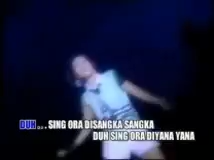 DUH . . . SING ORA DISANGKA SANGKA
DUH SING ORA DIYANA YANA